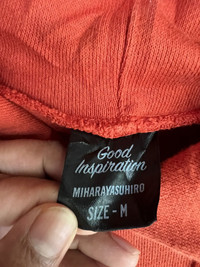 Good
Inspiration
MIHARAYASUHIRO
SIZE - M